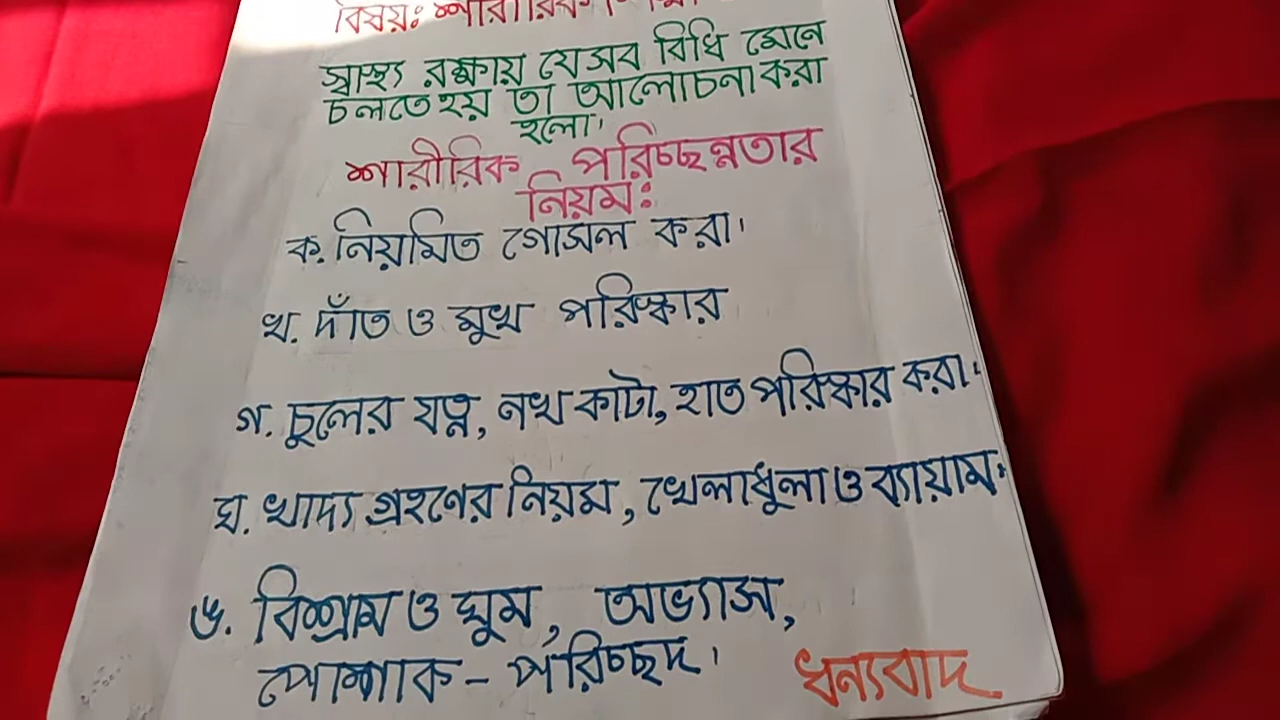 বিষয়ঃ শারীরিক
স্বাস্থ্য রক্ষায় যেসব বিধি মেনে
চলতে হয় তা আলোচনা করা
হলো।
শারীরিক পরিচ্ছন্নতার
নিয়মঃ
ক. নিয়মিত গোসল করা।
খ. দাঁত ও মুখ পরিস্কার
গ. চুলের যত্ন, নখ কাটা, হাত পরিস্কার করা।
ঘ. খাদ্য গ্রহণের নিয়ম, খেলাধুলা ও ব্যায়াম।
ঙ. বিশ্রাম ও ঘুম, অভ্যাস,
পোশাক - পরিচ্ছদ।
ধন্যবাদ